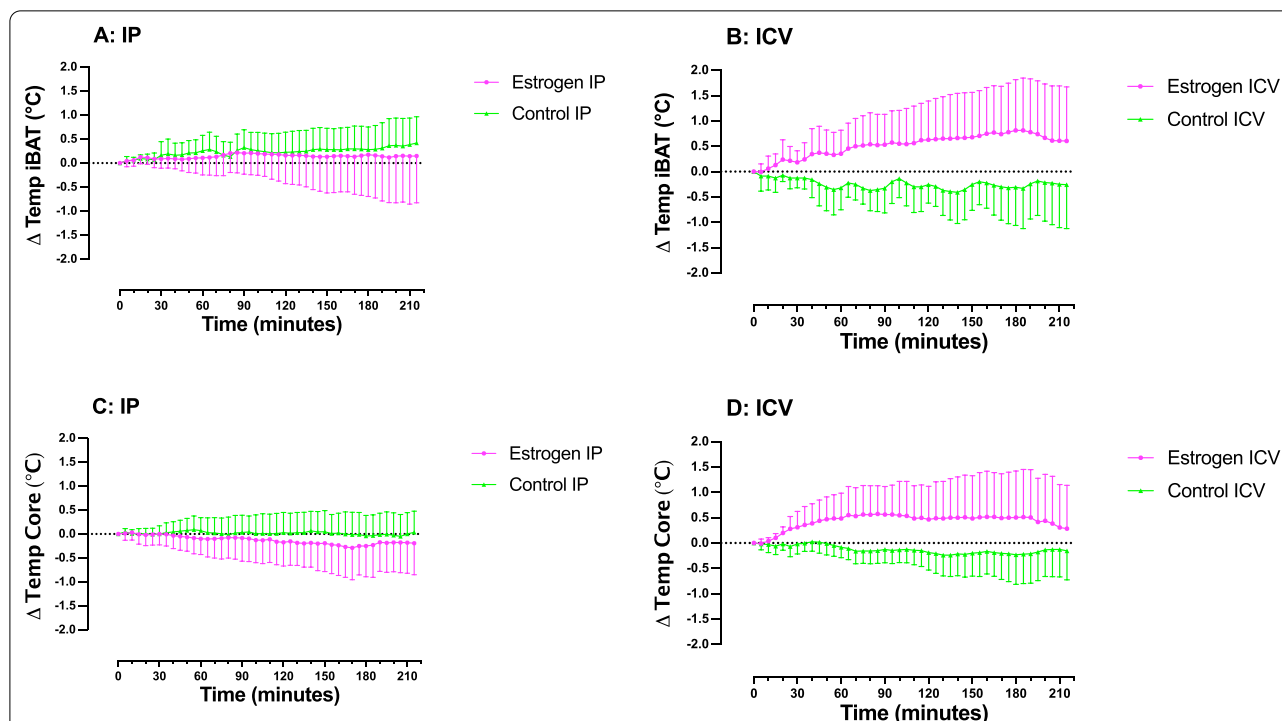 A: IP
2.0
1.5
1.0
0.5
0.0
-0.5
-1.0
-1.5
-2.0
Δ Temp iBAT (°C)
0 30 60 90 120 150 180 210
Time (minutes)
Estrogen IP
Control IP
B: ICV
2.0
1.5
1.0
0.5
0.0
-0.5
-1.0
-1.5
-2.0
Δ Temp iBAT (°C)
0 30 60 90 120 150 180 210
Time (minutes)
Estrogen ICV
Control ICV
C: IP
2.0
1.5
1.0
0.5
0.0
-0.5
-1.0
-1.5
-2.0
Δ Temp Core (°C)
0 30 60 90 120 150 180 210
Time (minutes)
Estrogen IP
Control IP
D: ICV
2.0
1.5
1.0
0.5
0.0
-0.5
-1.0
-1.5
-2.0
Δ Temp Core (°C)
0 30 60 90 120 150 180 210
Time (minutes)
Estrogen ICV
Control ICV